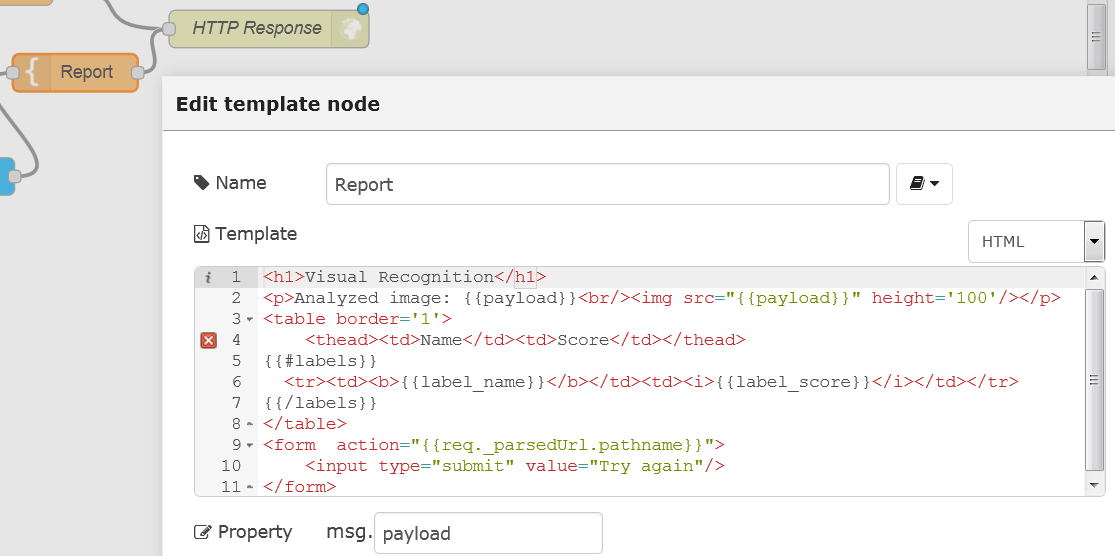 HTTP Response
Report
Edit template node
Name
Report
Template
HTML
1 <h1>Visual Recognition</h1>
2 <p>Analyzed image: {{payload}}<br/><img src="{{payload}}" height='100'/></p>
3 <table border='1'>
4     <thead><td>Name</td><td>Score</td></thead>
5 {{#labels}}
6   <tr><td><b>{{label_name}}</b></td><td><i>{{label_score}}</i></td></tr>
7 {{/labels}}
8 </table>
9 <form  action="{{req._parsedUrl.pathname}}">
10     <input type="submit" value="Try again"/>
11 </form>
Property msg. payload